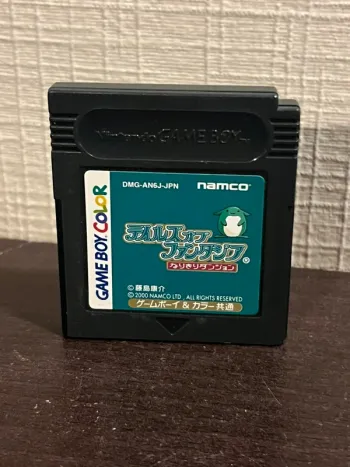 Nintendo GAME BOY
GAME BOY COLOR
DMG-AN6J-JPN
namco
テイルズ オブ
ファンタジア
なりきりダンジョン
®
©藤島康介
©2000 NAMCO LTD., ALL RIGHTS RESERVED
ゲームボーイ & カラー 共通